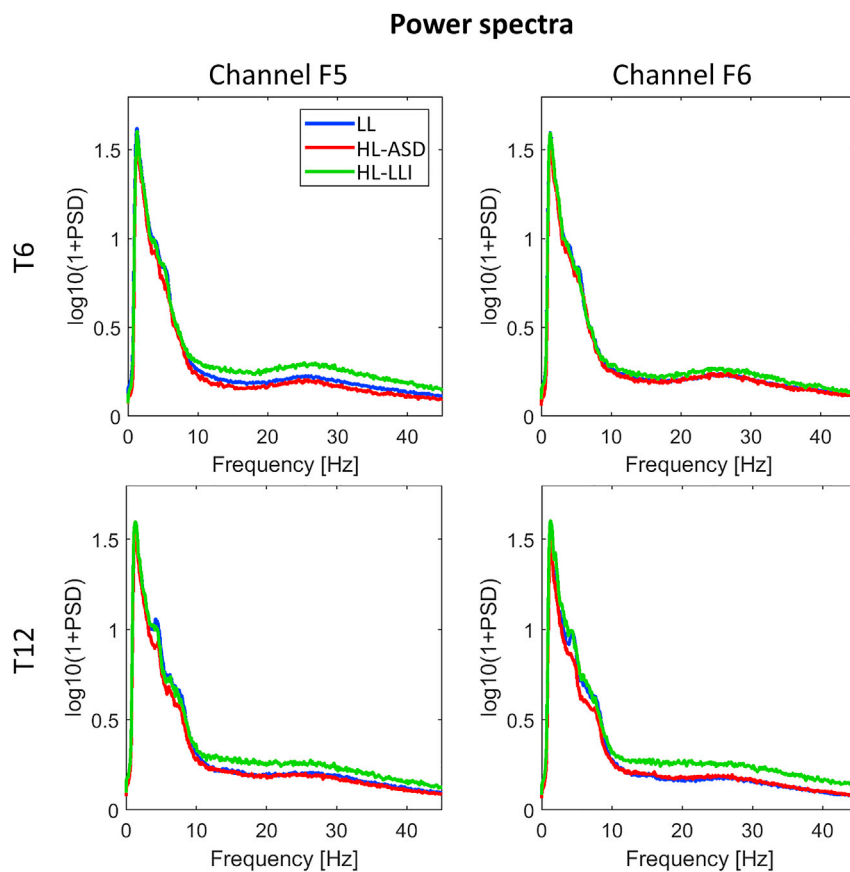 Power spectra
Channel F5
Channel F6
T6
log10(1+PSD)
1.5
1
0.5
0
0 10 20 30 40
Frequency [Hz]
LL
HL-ASD
HL-LLI
log10(1+PSD)
1.5
1
0.5
0
0 10 20 30 40
Frequency [Hz]
T12
log10(1+PSD)
1.5
1
0.5
0
0 10 20 30 40
Frequency [Hz]
log10(1+PSD)
1.5
1
0.5
0
0 10 20 30 40
Frequency [Hz]